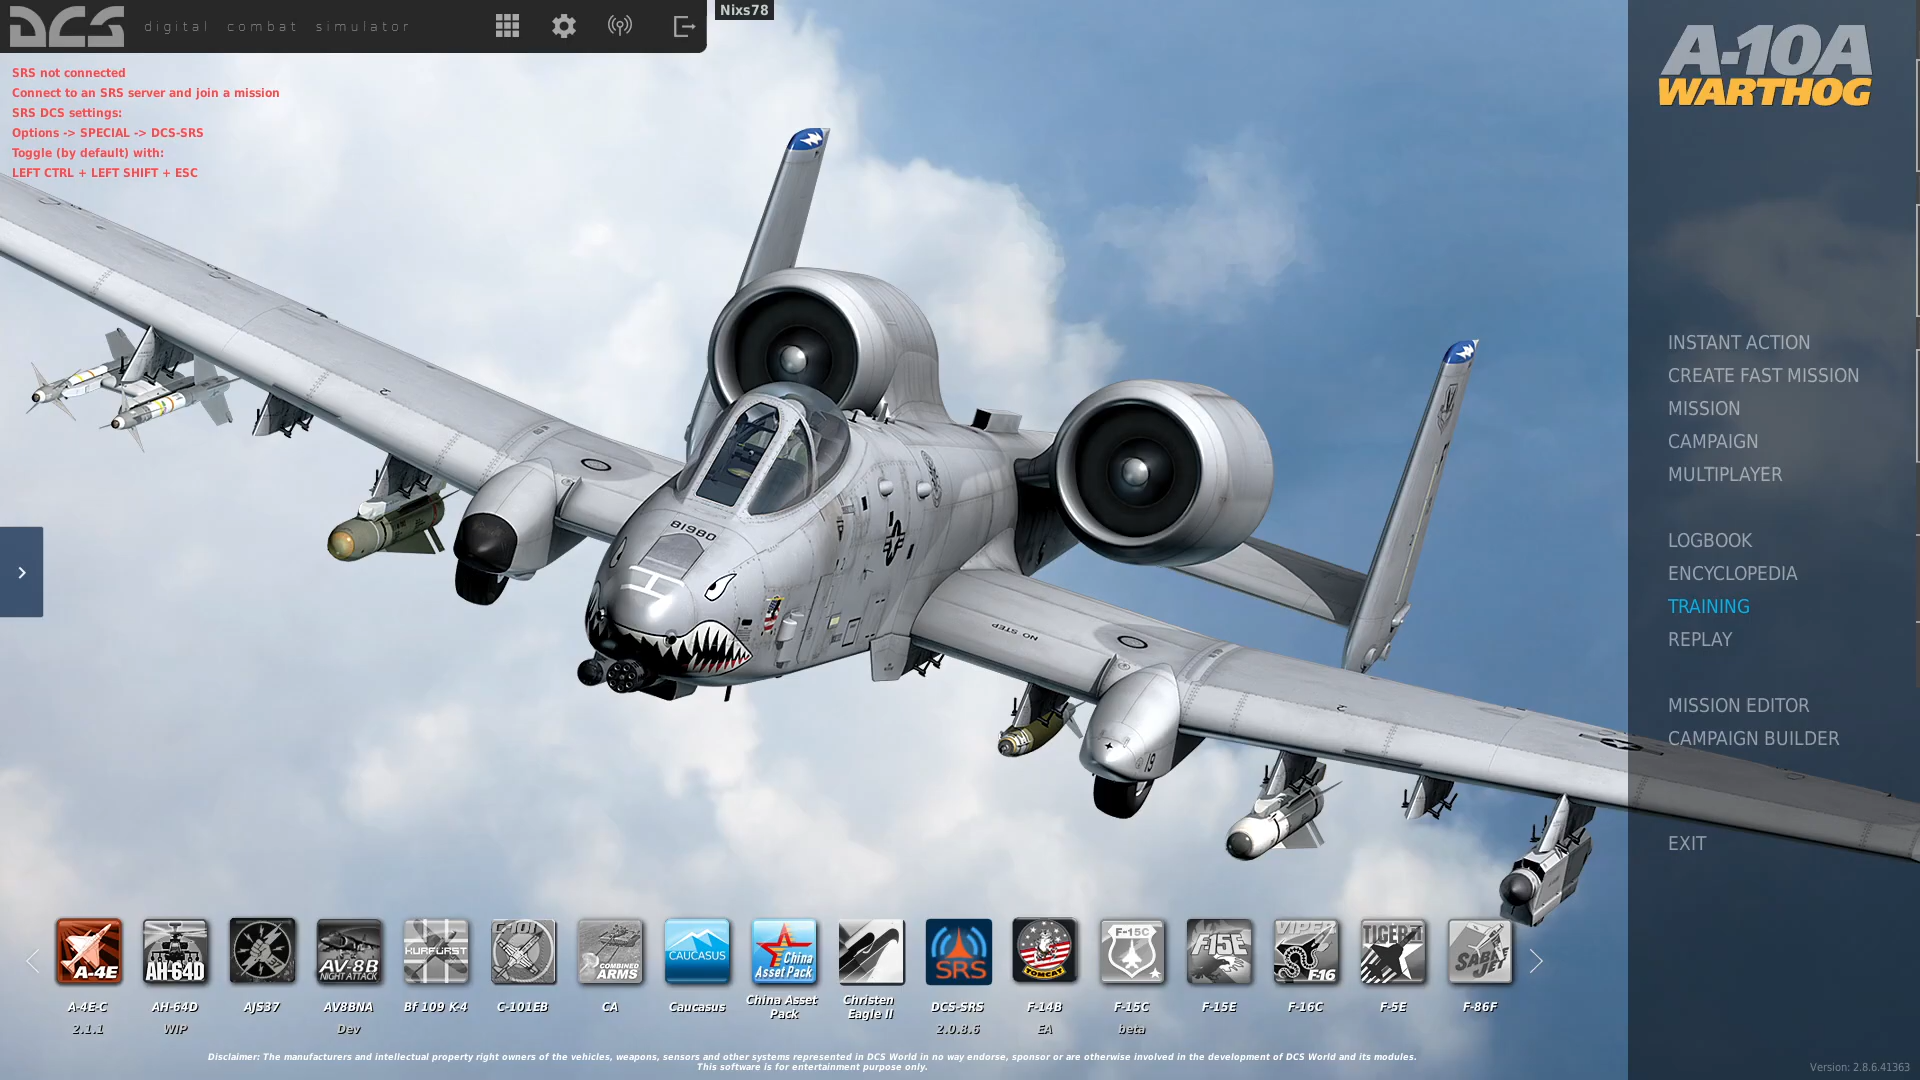 DCS
digital combat simulator
Nixs78
SRS not connected
Connect to an SRS server and join a mission
SRS DCS settings:
Options -> SPECIAL -> DCS-SRS
Toggle (by default) with:
LEFT CTRL + LEFT SHIFT + ESC
A-10A
WARTHOG
INSTANT ACTION
CREATE FAST MISSION
MISSION
CAMPAIGN
MULTIPLAYER
LOGBOOK
ENCYCLOPEDIA
TRAINING
REPLAY
MISSION EDITOR
CAMPAIGN BUILDER
EXIT
81980
NO STEP
19
A-4E
AH-64D
AV-8B
NIGHT ATTACK
KURFÜRST
C-101
COMBINED
ARMS
CAUCASUS
China
Asset Pack
SRS
TOMCAT
F-15C
F15E
VIPER
F-16
TIGER II
SABRE
JET
A-4E-C
2.1.1
AH-64D
WIP
AJS37
AV8BNA
Dev
Bf 109 K-4
C-101EB
CA
Caucasus
China Asset
Pack
Christen
Eagle II
DCS-SRS
2.0.8.6
F-14B
EA
F-15C
beta
F-15E
F-16C
F-5E
F-86F
Disclaimer: The manufacturers and intellectual property right owners of the vehicles, weapons, sensors and other systems represented in DCS World in no way endorse, sponsor or are otherwise involved in the development of DCS World and its modules.
This software is for entertainment purpose only.
Version: 2.8.6.41363